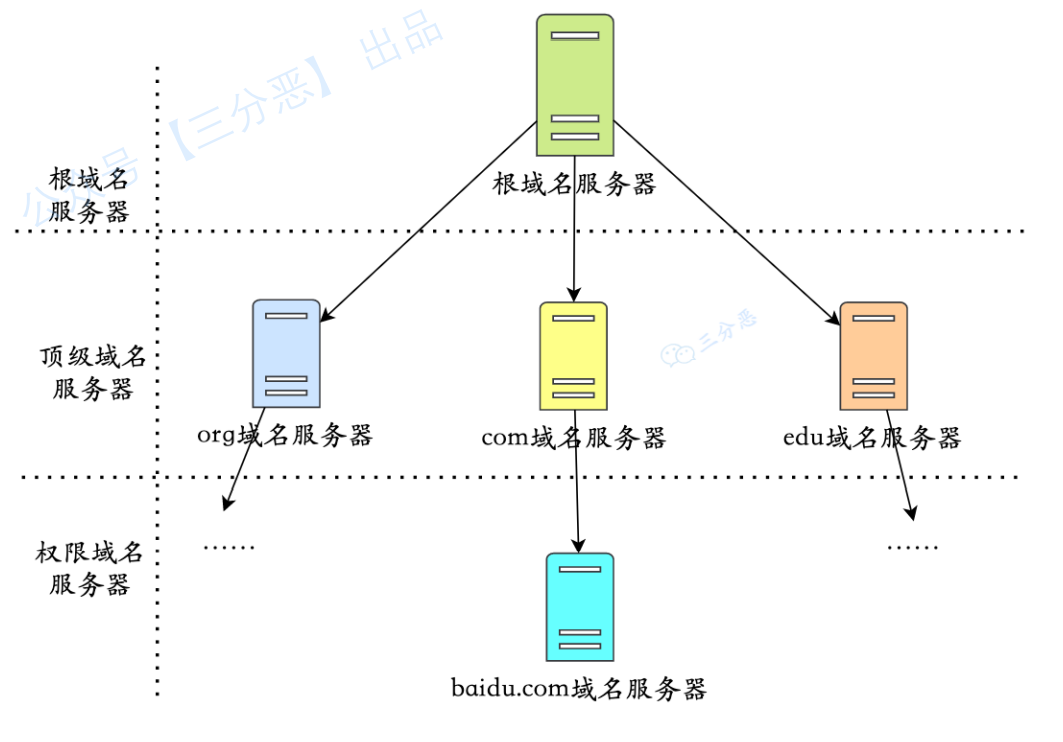 公众号【三分恶】出品
根域名
服务器
根域名服务器
顶级域名
服务器
三分恶
org域名服务器
com域名服务器
edu域名服务器
权限域名
服务器
......
......
baidu.com域名服务器